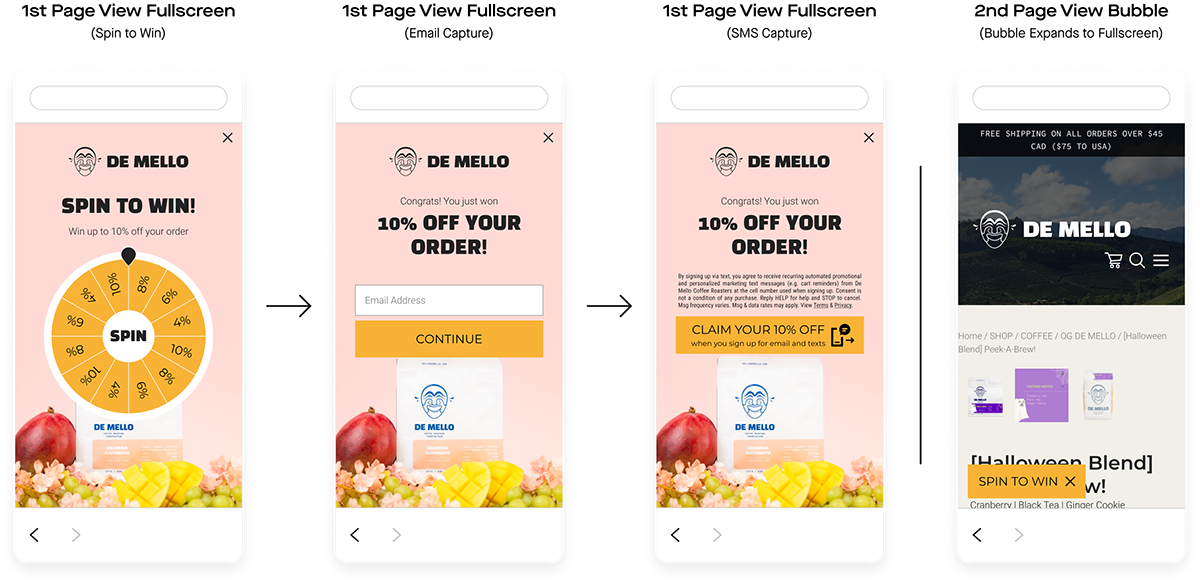 1st Page View Fullscreen
(Spin to Win)
DE MELLO
SPIN TO WIN!
Win up to 10% off your order
8%
6%
4%
10%
8%
6%
4%
10%
8%
6%
4%
10%
SPIN
DE MELLO
1st Page View Fullscreen
(Email Capture)
DE MELLO
Congrats! You just won
10% OFF YOUR
ORDER!
Email Address
CONTINUE
DE MELLO
1st Page View Fullscreen
(SMS Capture)
DE MELLO
Congrats! You just won
10% OFF YOUR
ORDER!
By signing up via text, you agree to receive recurring automated promotional
and personalized marketing text messages (e.g. cart reminders) from De
Mello Coffee Roasters at the cell number used when signing up. Consent is
not a condition of any purchase. Reply HELP for help and STOP to cancel.
Msg frequency varies. Msg & data rates may apply. View Terms & Privacy.
CLAIM YOUR 10% OFF
when you sign up for email and texts
DE MELLO
2nd Page View Bubble
(Bubble Expands to Fullscreen)
FREE SHIPPING ON ALL ORDERS OVER $45
CAD ($75 TO USA)
DE MELLO
Home / SHOP / COFFEE / OG DE MELLO / [Halloween
Blend] Peek-A-Brew!
[Halloween Blend]
w!
SPIN TO WIN
Cranberry | Black Tea | Ginger Cookie